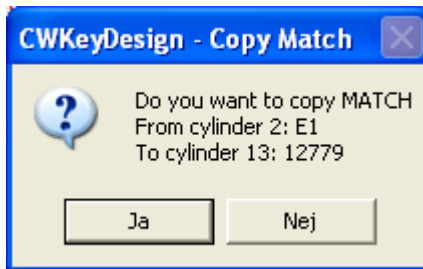 CWKeyDesign - Copy Match
Do you want to copy MATCH
From cylinder 2: E1
To cylinder 13: 12779
Ja
Nej